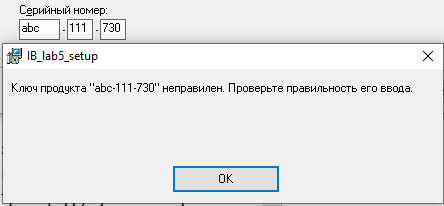 Серийный номер:
abc - 111 - 730
IB_lab5_setup
Ключ продукта "abc-111-730" неправилен. Проверьте правильность его ввода.
OK